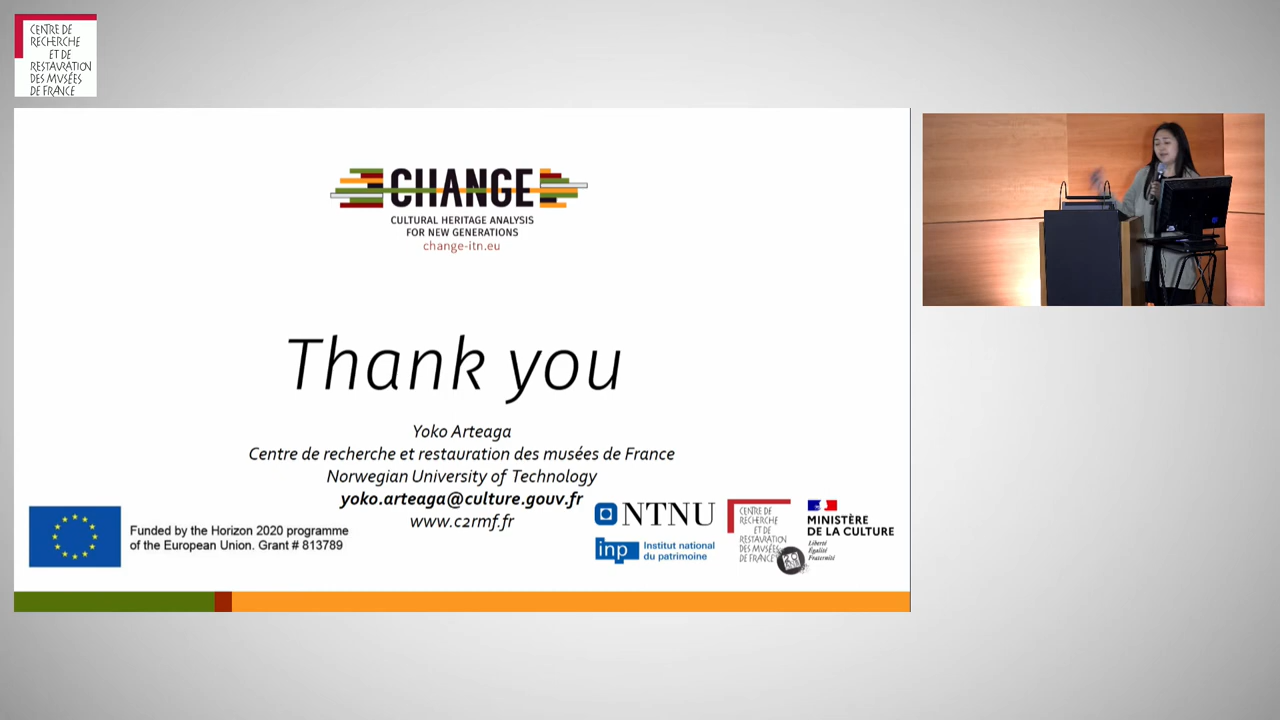 CENTRE DE
RECHERCHE
ET DE
RESTAURATION
DES MUSÉES
DE FRANCE
CHANGE
CULTURAL HERITAGE ANALYSIS
FOR NEW GENERATIONS
change-itn.eu
Thank you
Yoko Arteaga
Centre de recherche et restauration des musées de France
Norwegian University of Technology
yoko.arteaga@culture.gouv.fr
www.c2rmf.fr
Funded by the Horizon 2020 programme
of the European Union. Grant # 813789
NTNU
inp Institut national
du patrimoine
CENTRE DE
RECHERCHE
ET DE
RESTAURATION
DES MUSÉES
DE FRANCE
MINISTÈRE
DE LA CULTURE
Liberté
Égalité
Fraternité